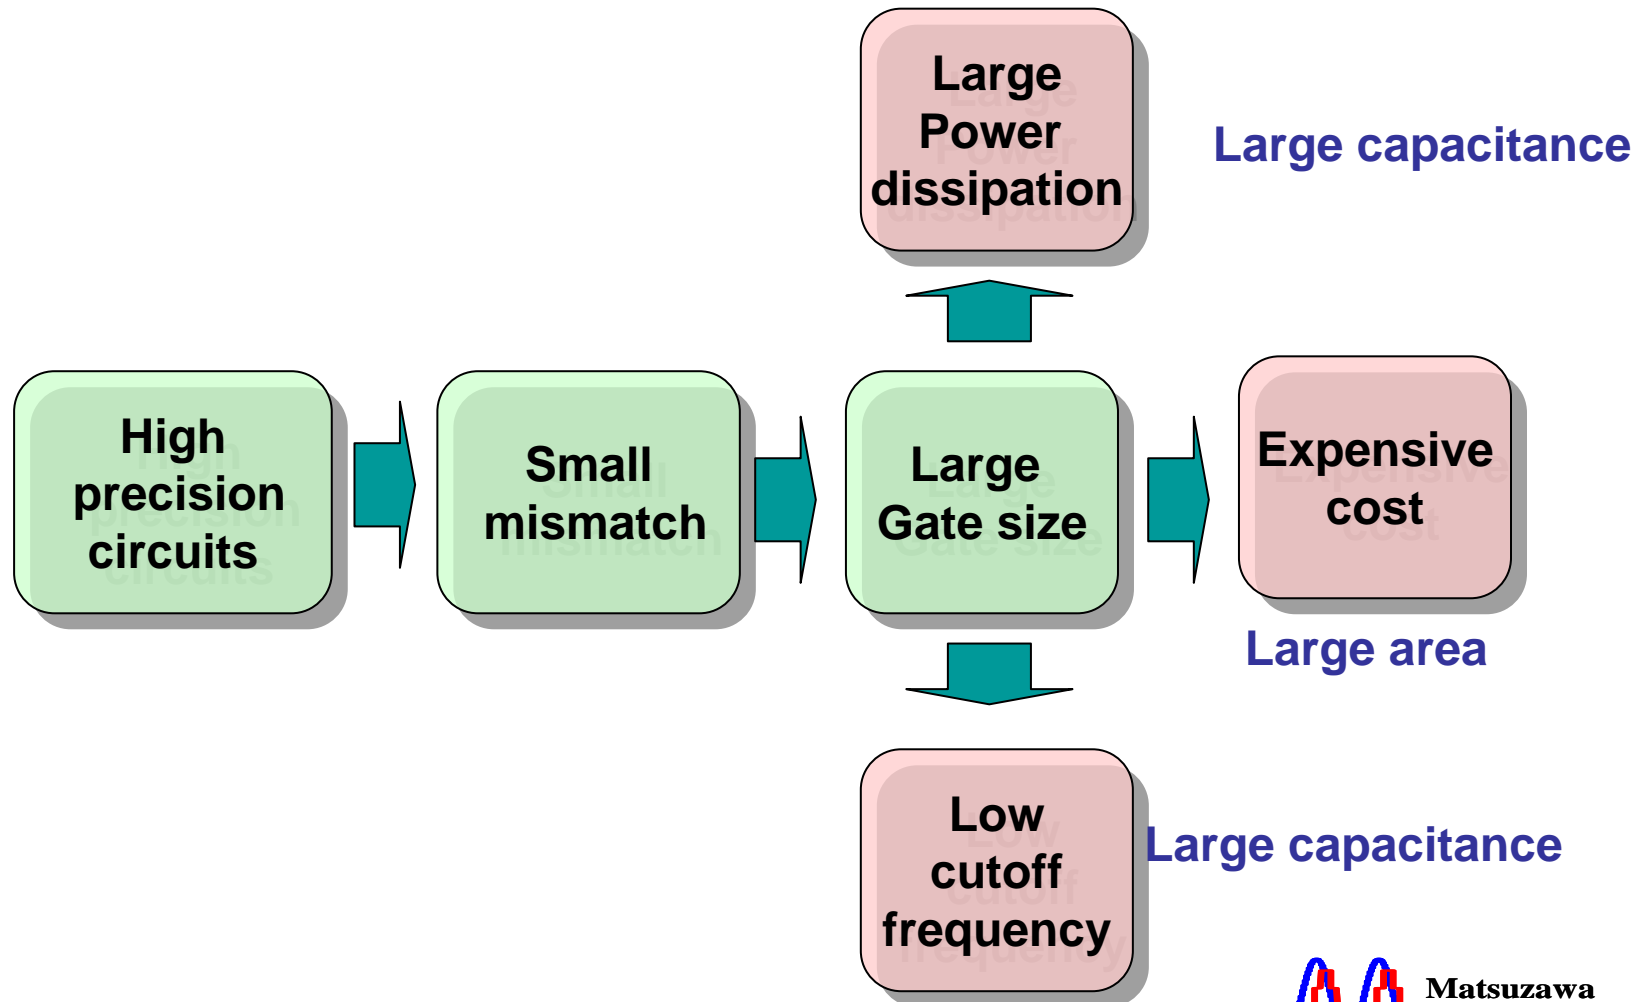 Large
Power
dissipation
Large capacitance
High
precision
circuits
Small
mismatch
Large
Gate size
Expensive
cost
Large area
Low
cutoff
frequency
Large capacitance
Matsuzawa